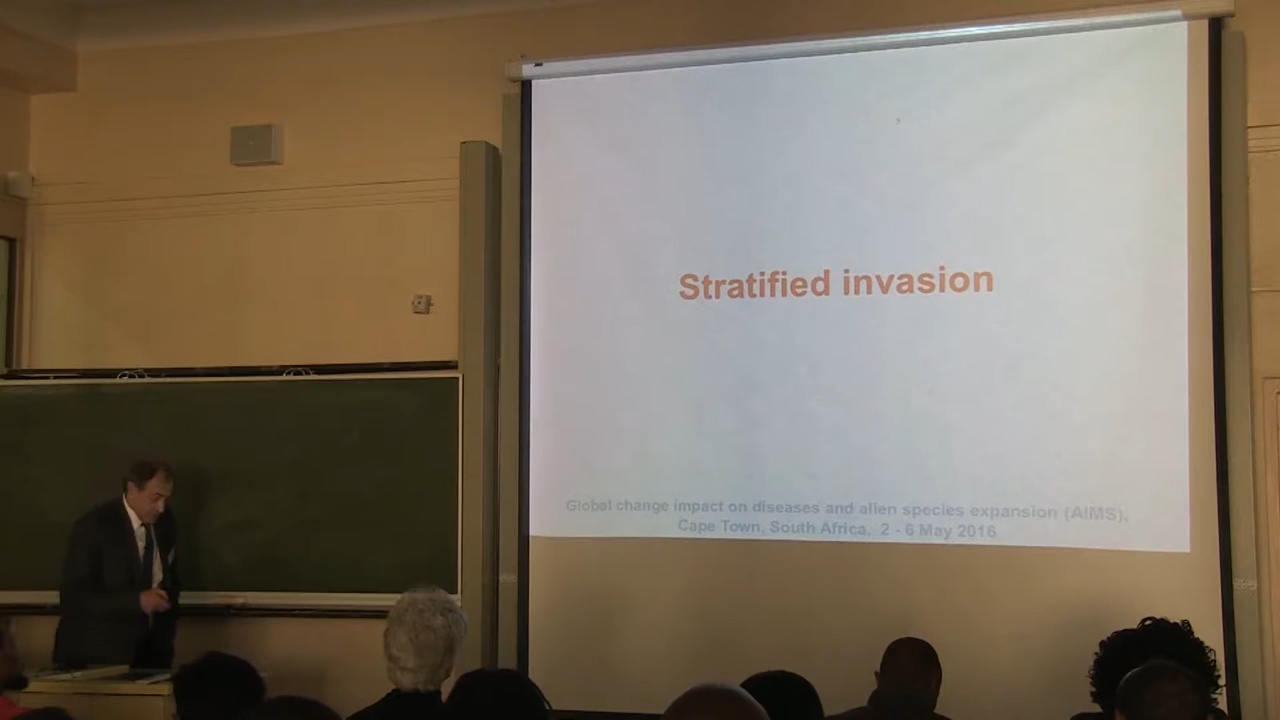 Stratified invasion
Global change impact on diseases and alien species expansion (AIMS),
Cape Town, South Africa, 2 - 6 May 2016